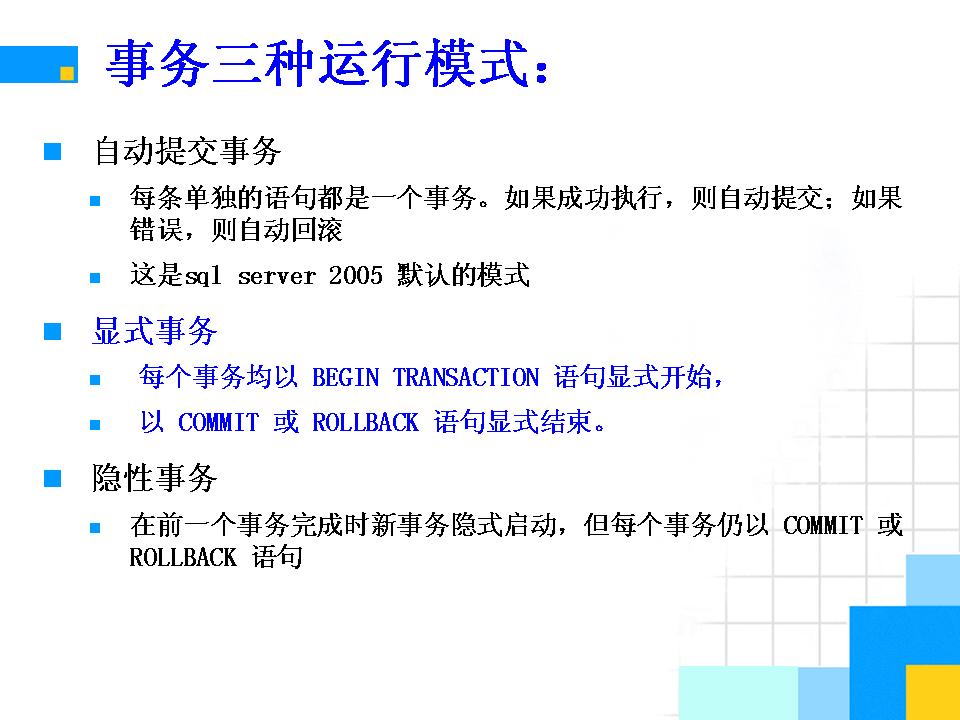 事务三种运行模式：
自动提交事务
每条单独的语句都是一个事务。如果成功执行，则自动提交；如果
错误，则自动回滚
这是sql server 2005 默认的模式
显式事务
每个事务均以 BEGIN TRANSACTION 语句显式开始，
以 COMMIT 或 ROLLBACK 语句显式结束。
隐性事务
在前一个事务完成时新事务隐式启动，但每个事务仍以 COMMIT 或
ROLLBACK 语句